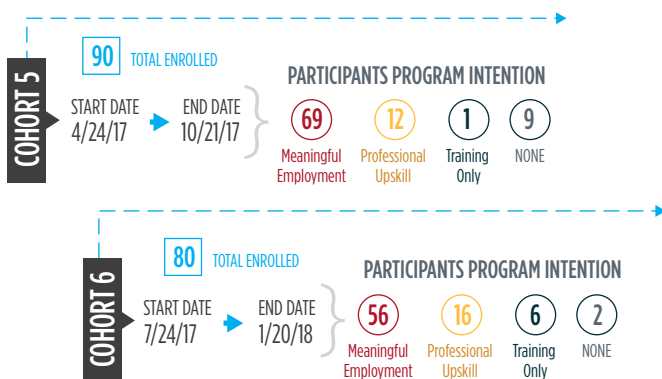 COHORT 5
90 TOTAL ENROLLED
START DATE
4/24/17
END DATE
10/21/17
PARTICIPANTS PROGRAM INTENTION
69
Meaningful
Employment
12
Professional
Upskill
1
Training
Only
9
NONE
COHORT 6
80 TOTAL ENROLLED
START DATE
7/24/17
END DATE
1/20/18
PARTICIPANTS PROGRAM INTENTION
56
Meaningful
Employment
16
Professional
Upskill
6
Training
Only
2
NONE